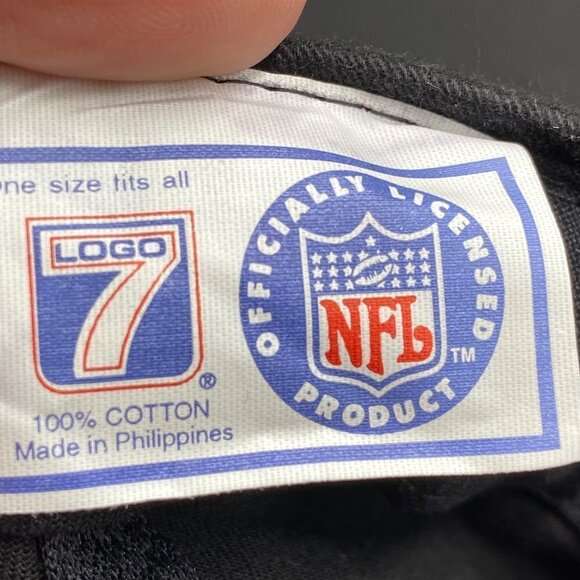 One size fits all
LOGO
7
®
100% COTTON
Made in Philippines
OFFICIALLY LICENSED
NFL
TM
PRODUCT